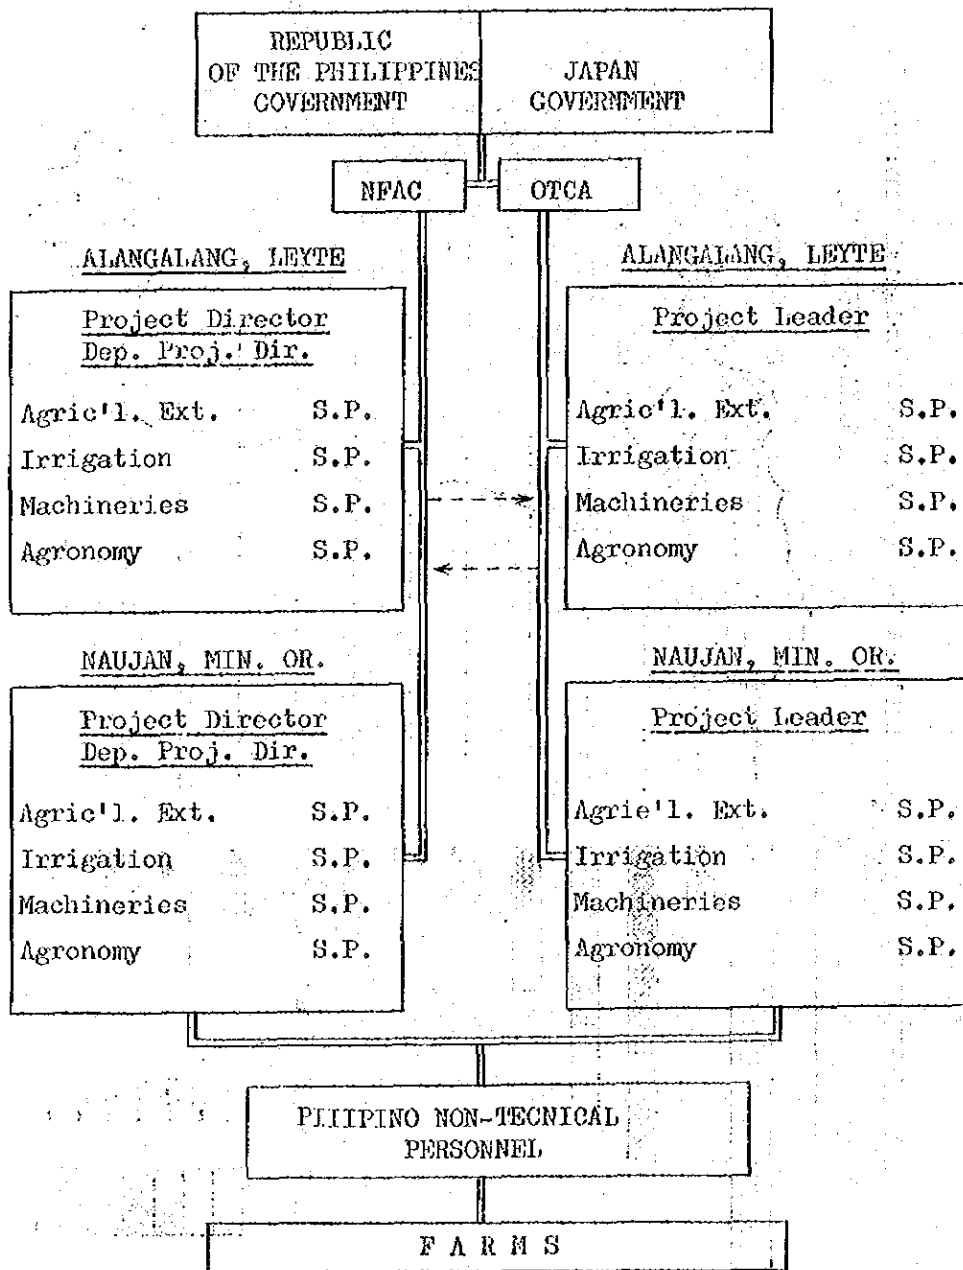 REPUBLIC
OF THE PHILIPPINES
GOVERNMENT
JAPAN
GOVERNMENT
NFAC
OTCA
ALANGALANG, LEYTE
Project Director
Dep. Proj. Dir.
Agric'l. Ext. S.P.
Irrigation S.P.
Machineries S.P.
Agronomy S.P.
ALANGALANG, LEYTE
Project Leader
Agric'l. Ext. S.P.
Irrigation S.P.
Machineries S.P.
Agronomy S.P.
NAUJAN, MIN. OR.
Project Director
Dep. Proj. Dir.
Agric'l. Ext. S.P.
Irrigation S.P.
Machineries S.P.
Agronomy S.P.
NAUJAN, MIN. OR.
Project Leader
Agric'l. Ext. S.P.
Irrigation S.P.
Machineries S.P.
Agronomy S.P.
PHIIPINO NON-TECNICAL
PERSONNEL
F A R M S